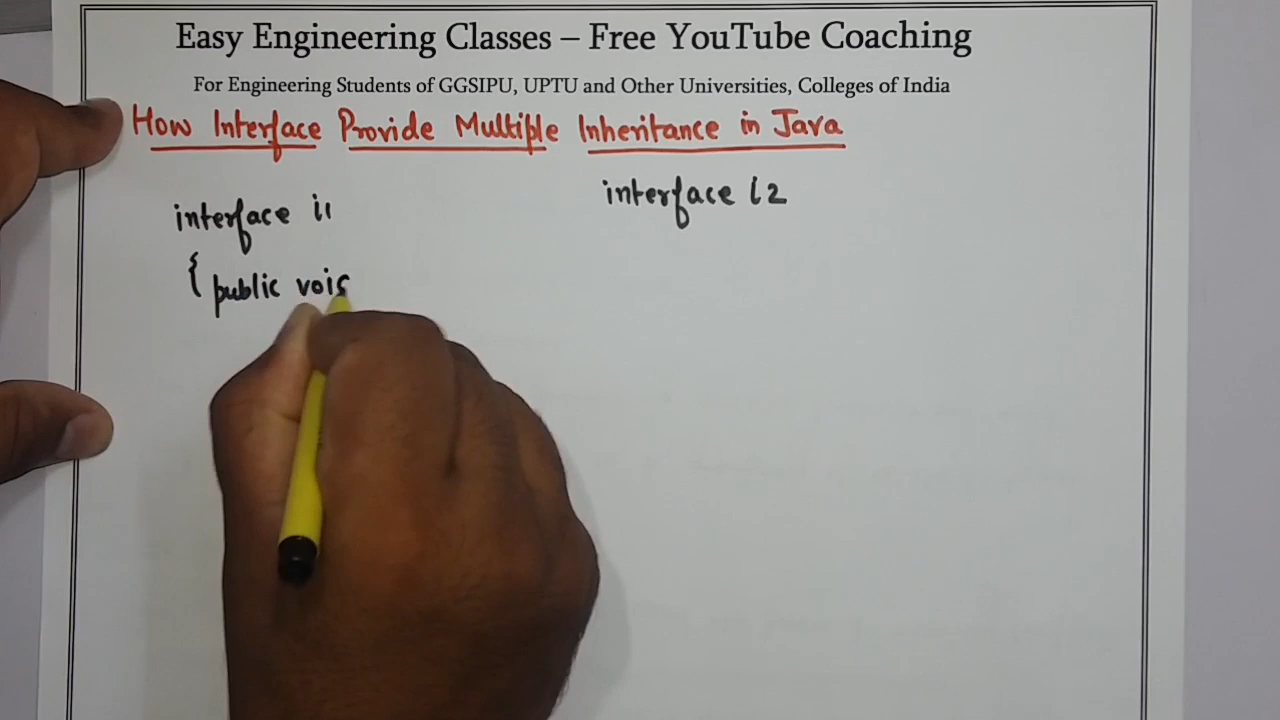 Easy Engineering Classes – Free YouTube Coaching
For Engineering Students of GGSIPU, UPTU and Other Universities, Colleges of India
How Interface Provide Multiple Inheritance in Java
interface i1
{ public
interface i2